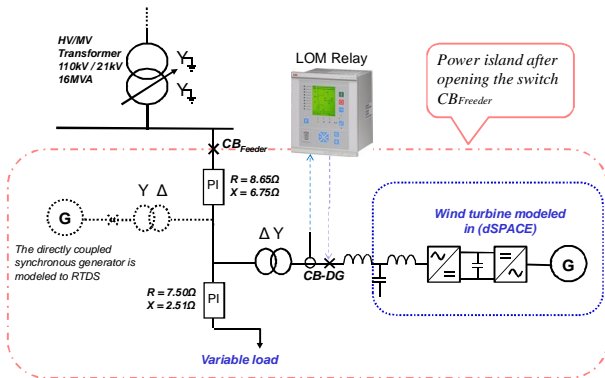 HV/MV
Transformer
110kV / 21kV
16MVA
Y
Y
LOM Relay
Power island after
opening the switch
CBFreeder
CBFeeder
PI
R = 8.65Ω
X = 6.75Ω
G
Y Δ
The directly coupled
synchronous generator is
modeled to RTDS
Δ Y
CB-DG
Wind turbine modeled
in (dSPACE)
G
PI
R = 7.50Ω
X = 2.51Ω
Variable load